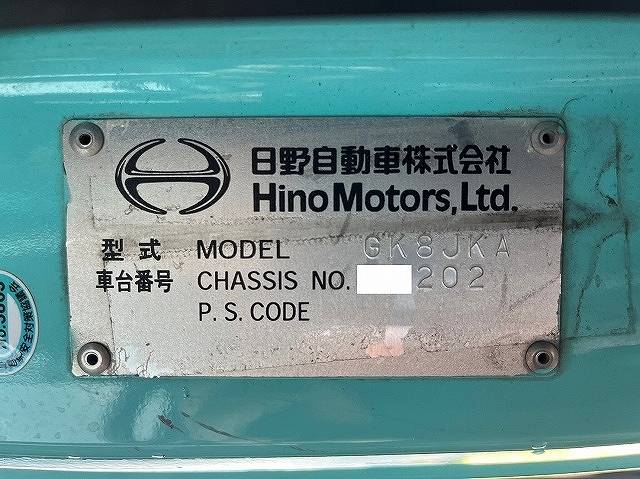 日野自動車株式会社
Hino Motors, Ltd.
型式 MODEL GK8JKA
車台番号 CHASSIS NO. 202
P.S.CODE